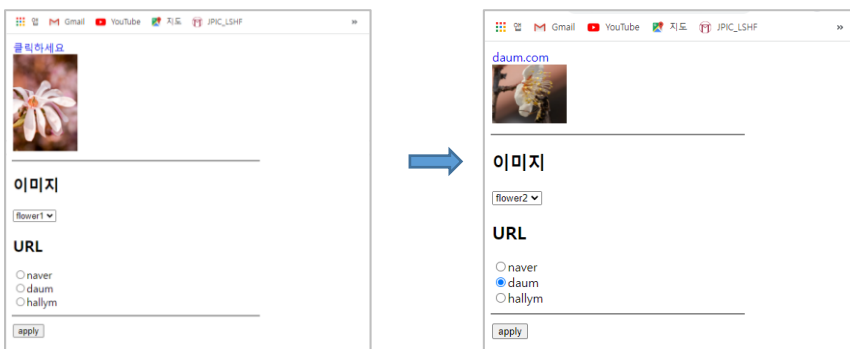 앱 Gmail YouTube 지도 JPIC_LSHF »
클릭하세요
이미지
flower1
URL
naver
daum
hallym
apply
앱 Gmail YouTube 지도 JPIC_LSHF »
daum.com
이미지
flower2
URL
naver
daum
hallym
apply